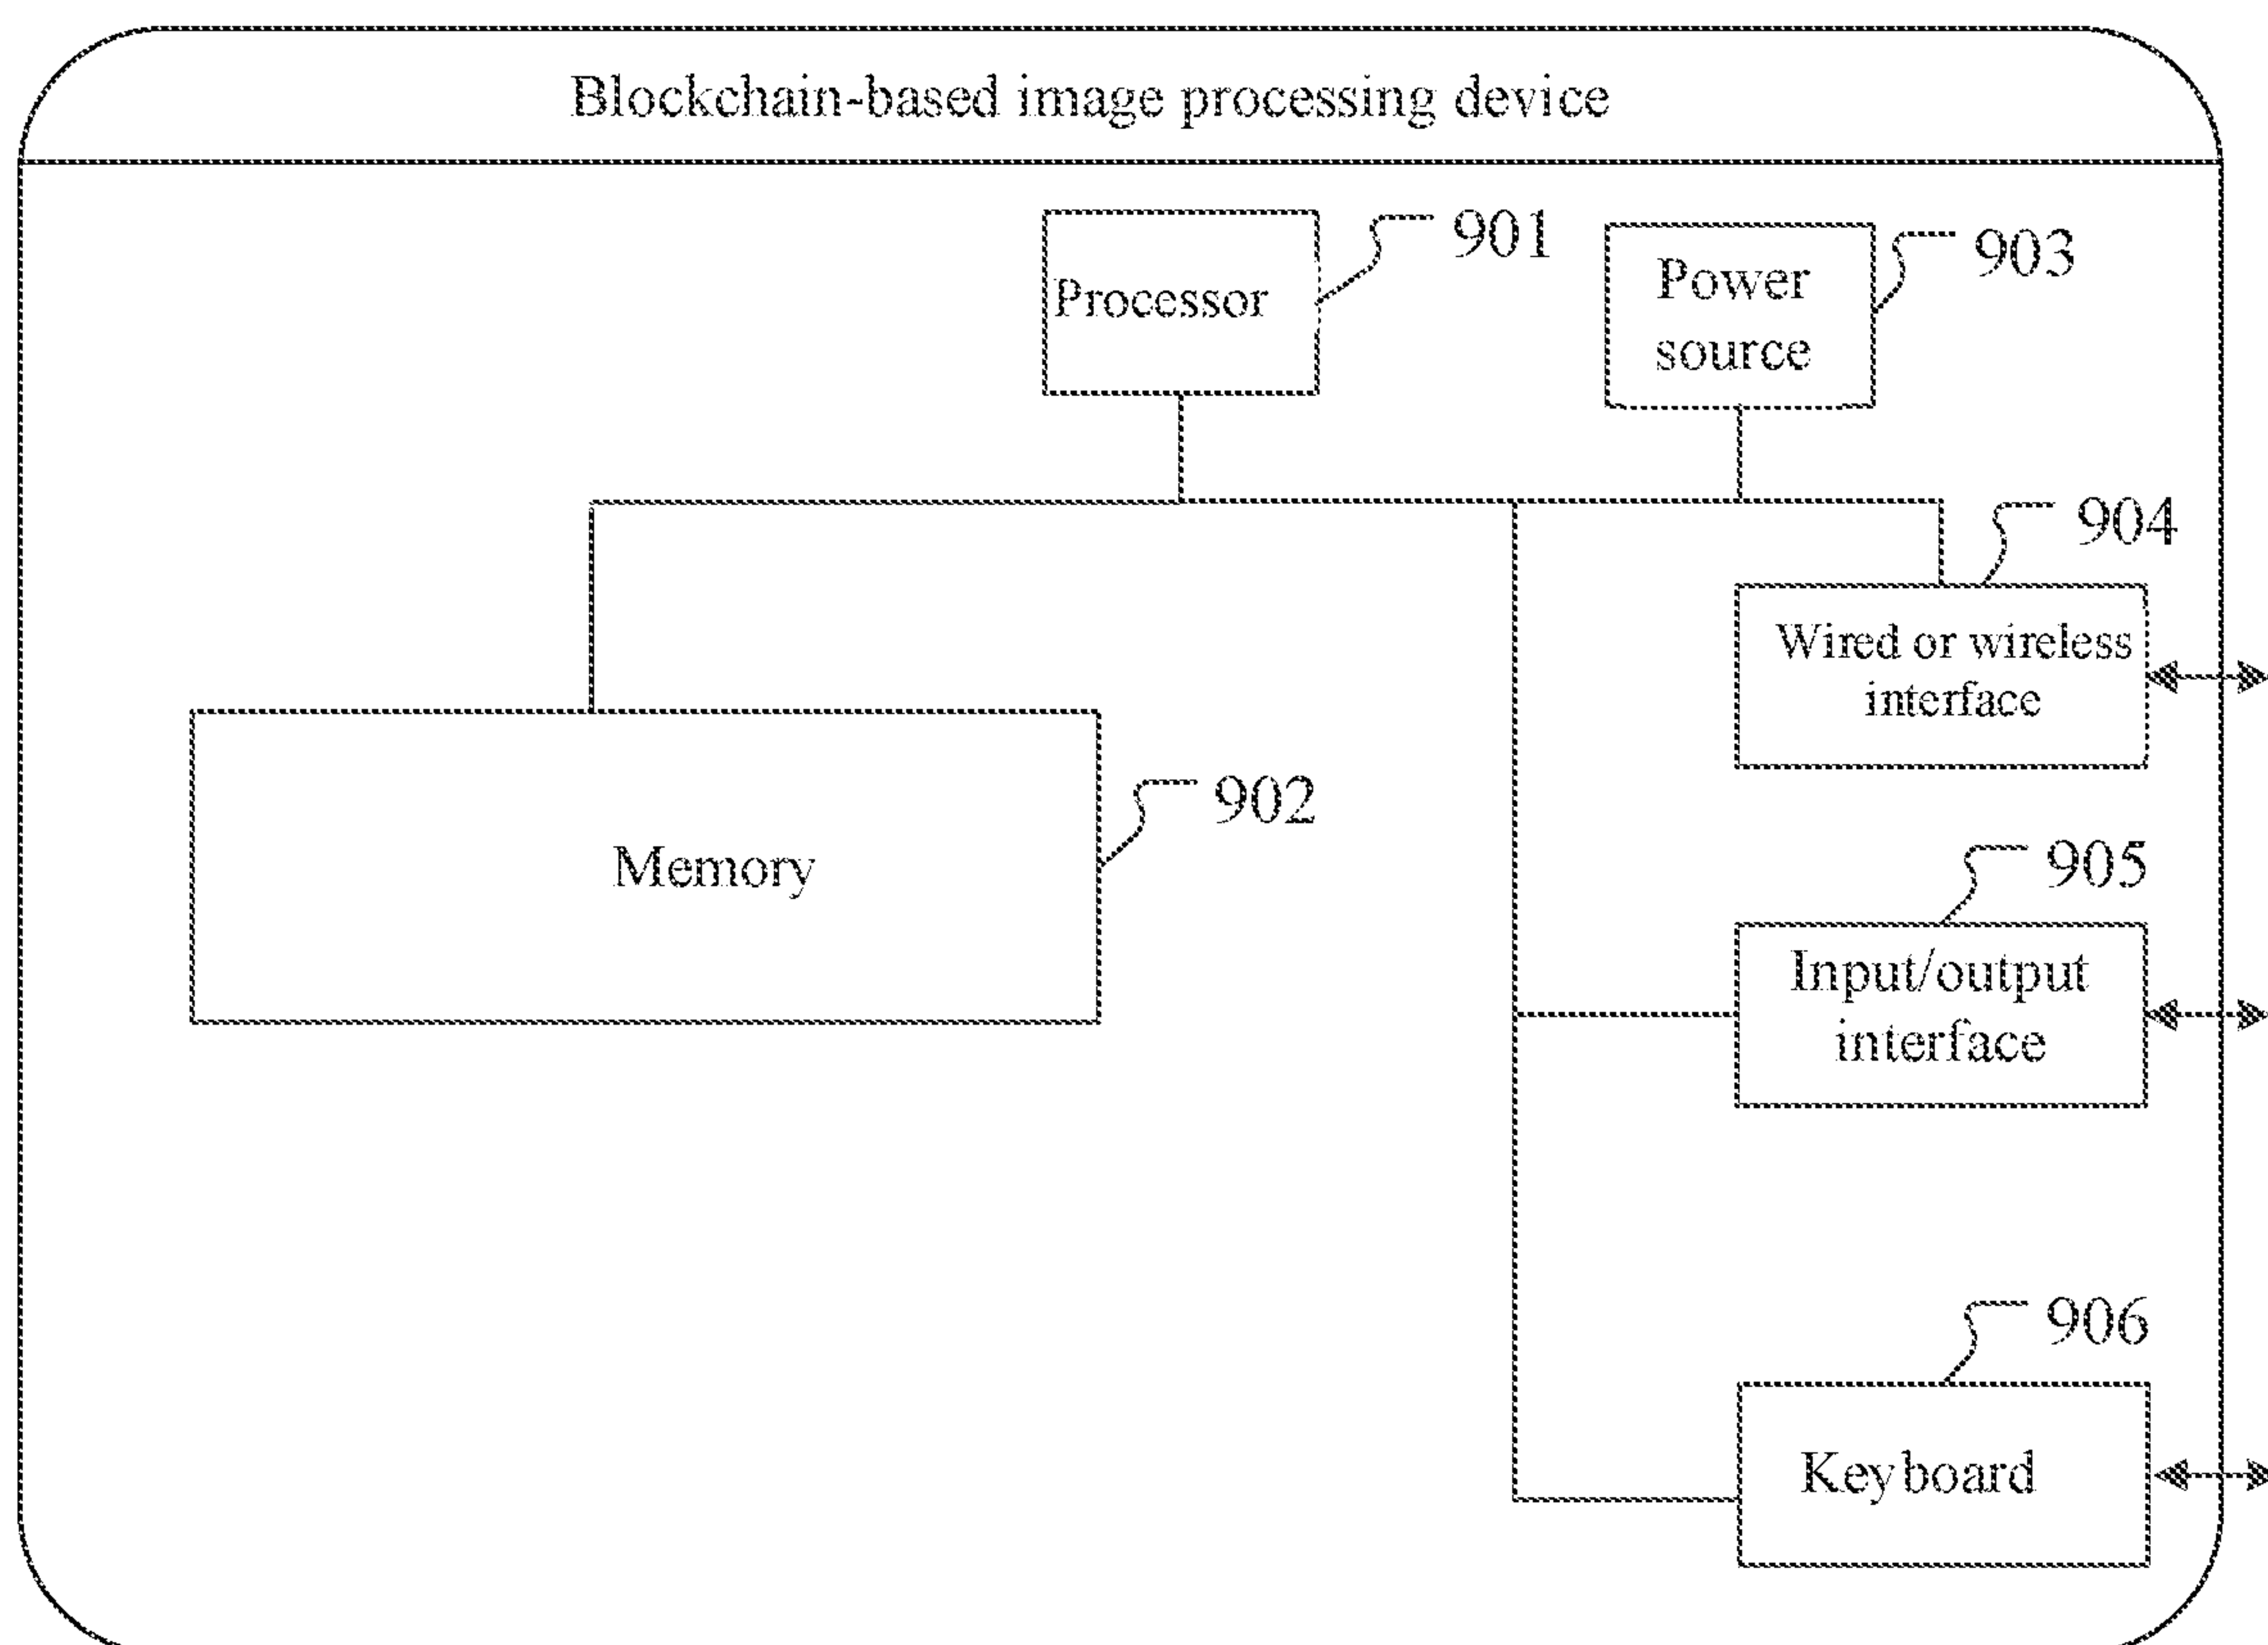 Blockchain-based image processing device
901
Processor
903
Power
source
904
Wired or wireless
interface
902
Memory
905
Input/output
interface
906
Keyboard